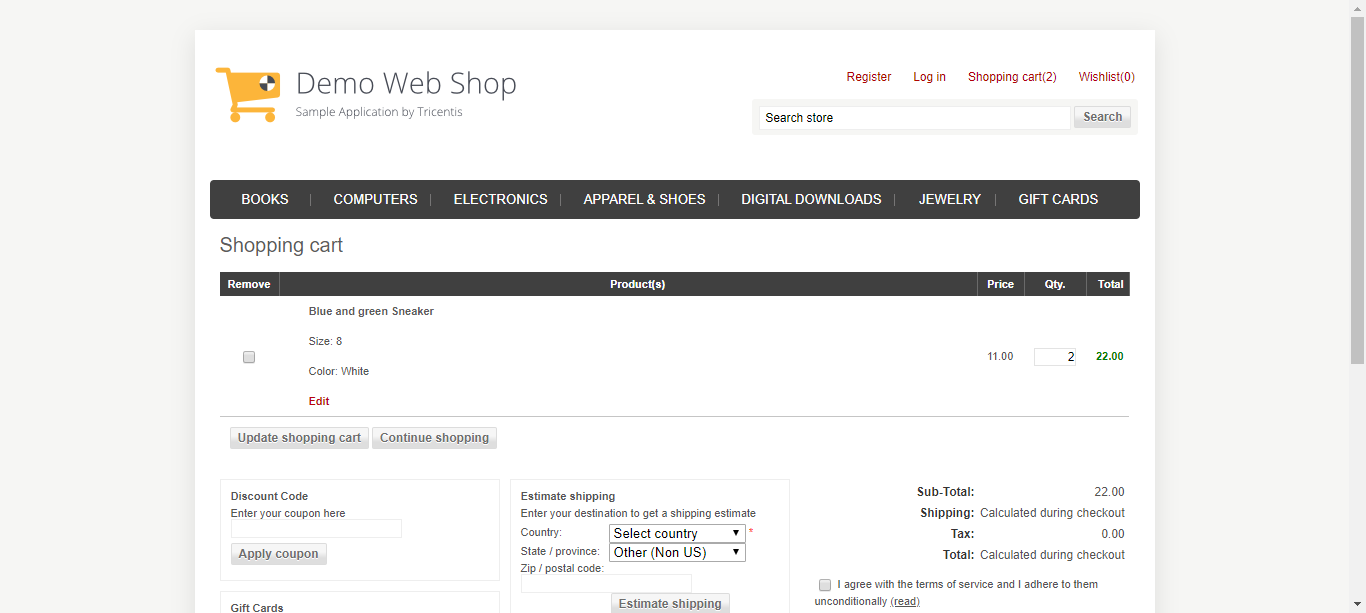 Demo Web Shop
Sample Application by Tricentis
Register Log in Shopping cart(2) Wishlist(0)
Search store Search
BOOKS COMPUTERS ELECTRONICS APPAREL & SHOES DIGITAL DOWNLOADS JEWELRY GIFT CARDS
Shopping cart
Remove Product(s) Price Qty. Total
Blue and green Sneaker
Size: 8
11.00 2 22.00
Color: White
Edit
Update shopping cart Continue shopping
Discount Code
Enter your coupon here
Apply coupon
Gift Cards
Estimate shipping
Enter your destination to get a shipping estimate
Country: Select country *
State / province: Other (Non US)
Zip / postal code:
Estimate shipping
Sub-Total: 22.00
Shipping: Calculated during checkout
Tax: 0.00
Total: Calculated during checkout
I agree with the terms of service and I adhere to them
unconditionally (read)